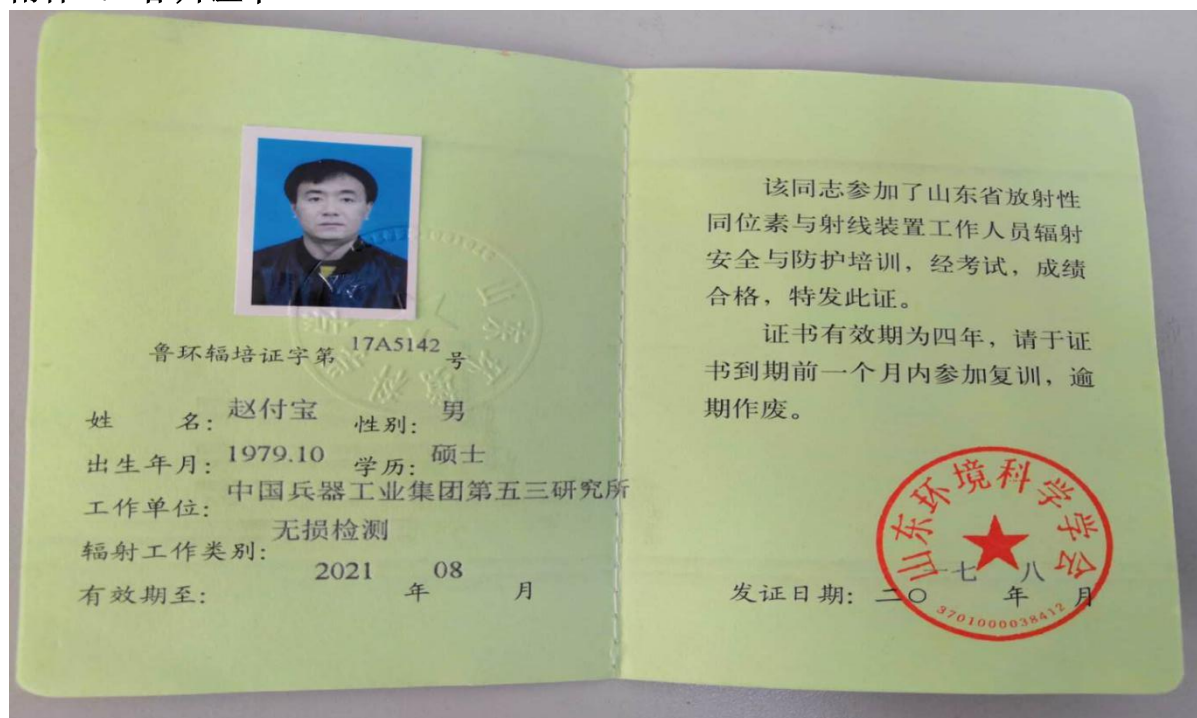 鲁环辐培证字第 17A5142 号
姓 名: 赵付宝 性别: 男
出生年月: 1979.10 学历: 硕士
工作单位: 中国兵器工业集团第五三研究所
辐射工作类别: 无损检测
有效期至: 2021 年 08 月
该同志参加了山东省放射性
同位素与射线装置工作人员辐射
安全与防护培训，经考试，成绩
合格，特发此证。
证书有效期为四年，请于证
书到期前一个月内参加复训，逾
期作废。
山东环境科学学会
发证日期: 二〇一七年八月
3701000038412